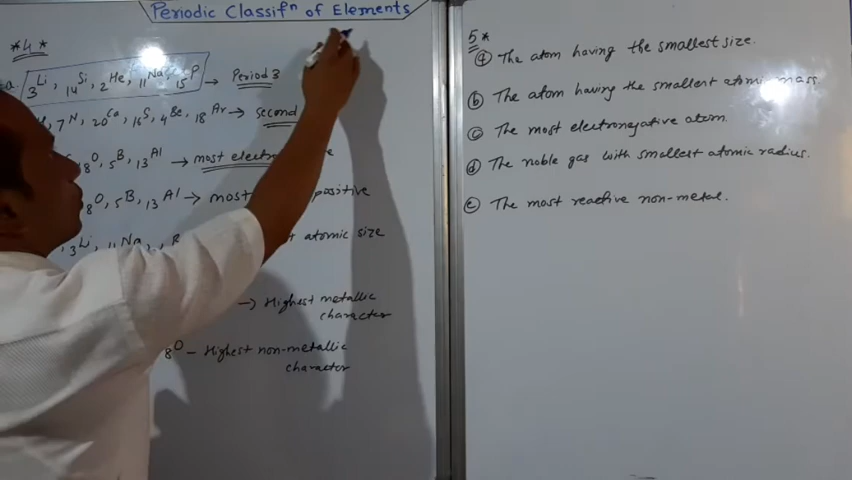 Periodic Classifⁿ of Elements
*4*
a ₃Li, ₁₄Si, ₂He, ₁₁Na, ₁₅P → Period 3
₇N, ₂₀Ca, ₁₆S, ₄Be, ₁₈Ar → second
₈O, ₅B, ₁₃Al → most
₈O, ₅B, ₁₃Al → most positive
₃Li, ₁₁Na, atomic size
→ Highest metallic
character
₈O - Highest non-metallic
character
5*
(a) The atom having the smallest size.
(b) The atom having the smallest atomic mass
(c) The most electronegative atom.
(d) The noble gas with smallest atomic radius.
(e) The most reactive non-metal.